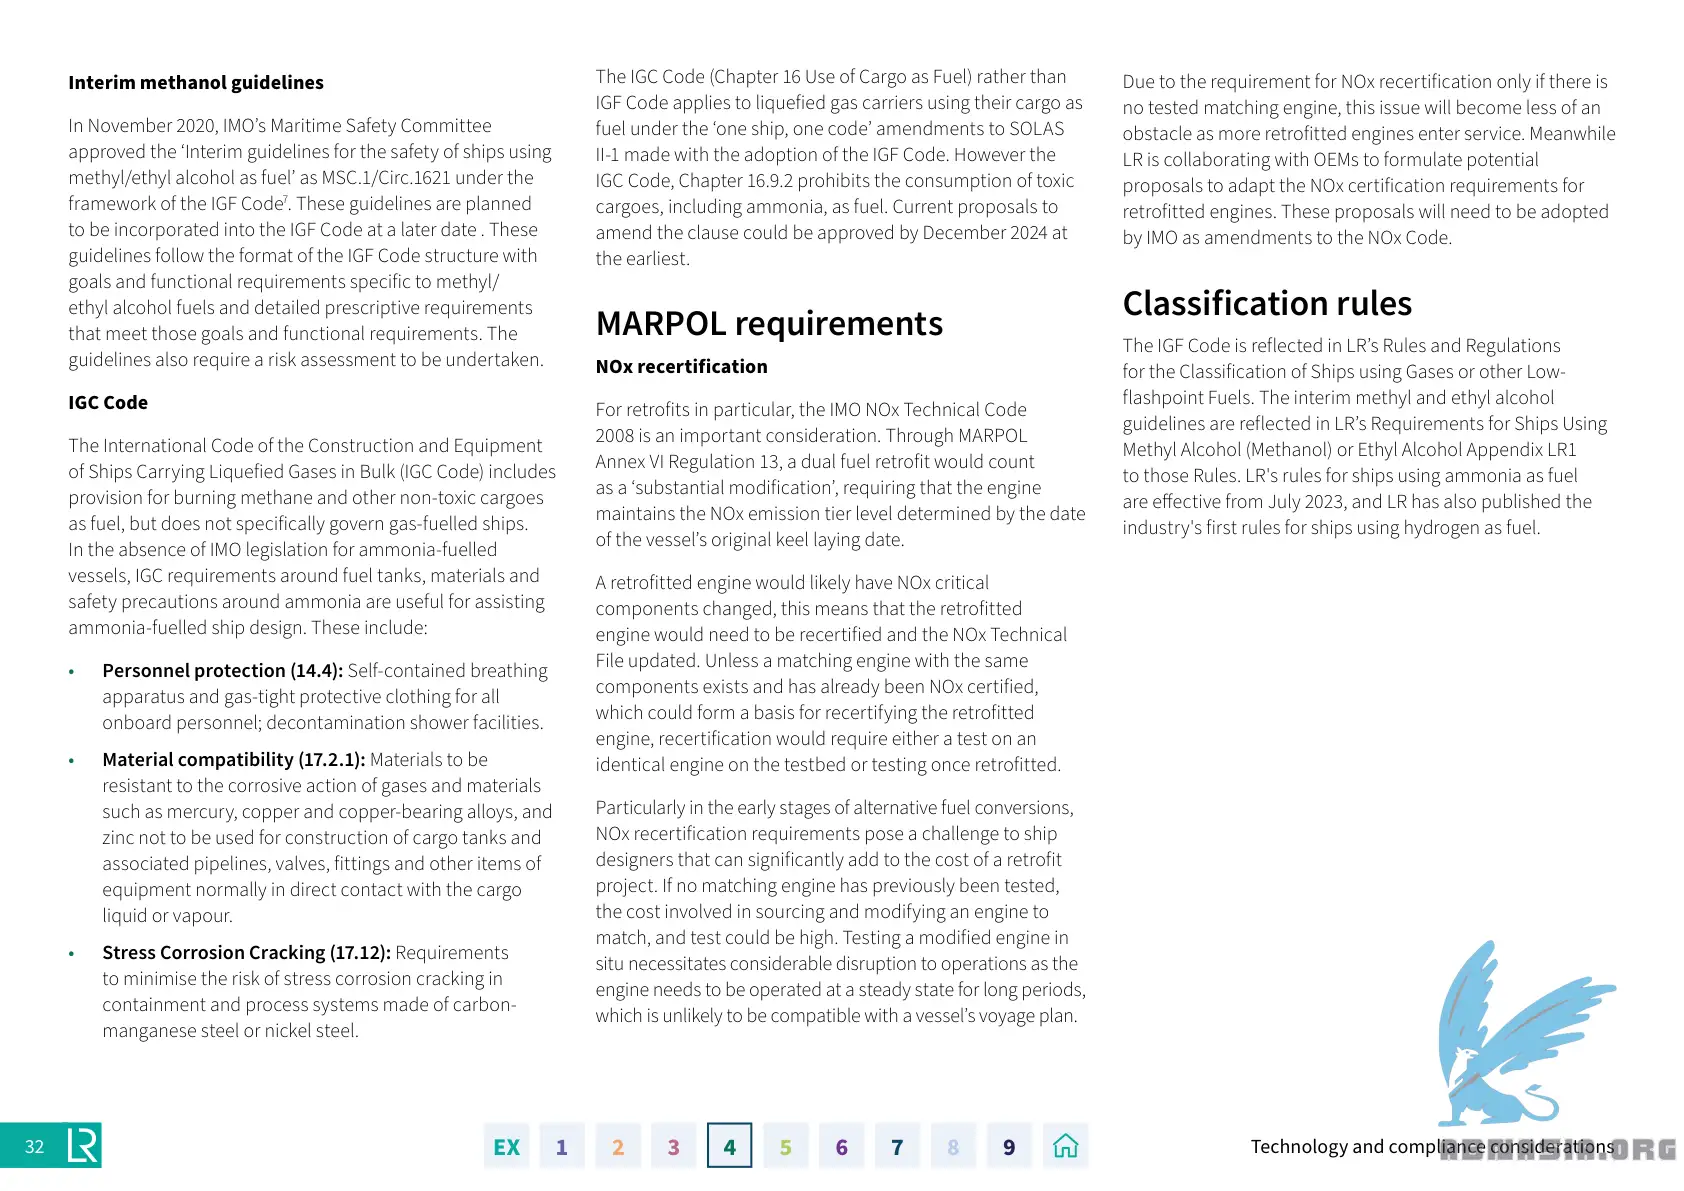 Interim methanol guidelines
In November 2020, IMO’s Maritime Safety Committee
approved the ‘Interim guidelines for the safety of ships using
methyl/ethyl alcohol as fuel’ as MSC.1/Circ.1621 under the
framework of the IGF Code7. These guidelines are planned
to be incorporated into the IGF Code at a later date . These
guidelines follow the format of the IGF Code structure with
goals and functional requirements specific to methyl/
ethyl alcohol fuels and detailed prescriptive requirements
that meet those goals and functional requirements. The
guidelines also require a risk assessment to be undertaken.
IGC Code
The International Code of the Construction and Equipment
of Ships Carrying Liquefied Gases in Bulk (IGC Code) includes
provision for burning methane and other non-toxic cargoes
as fuel, but does not specifically govern gas-fuelled ships.
In the absence of IMO legislation for ammonia-fuelled
vessels, IGC requirements around fuel tanks, materials and
safety precautions around ammonia are useful for assisting
ammonia-fuelled ship design. These include:
• Personnel protection (14.4): Self-contained breathing
apparatus and gas-tight protective clothing for all
onboard personnel; decontamination shower facilities.
• Material compatibility (17.2.1): Materials to be
resistant to the corrosive action of gases and materials
such as mercury, copper and copper-bearing alloys, and
zinc not to be used for construction of cargo tanks and
associated pipelines, valves, fittings and other items of
equipment normally in direct contact with the cargo
liquid or vapour.
• Stress Corrosion Cracking (17.12): Requirements
to minimise the risk of stress corrosion cracking in
containment and process systems made of carbon-
manganese steel or nickel steel.
The IGC Code (Chapter 16 Use of Cargo as Fuel) rather than
IGF Code applies to liquefied gas carriers using their cargo as
fuel under the ‘one ship, one code’ amendments to SOLAS
II-1 made with the adoption of the IGF Code. However the
IGC Code, Chapter 16.9.2 prohibits the consumption of toxic
cargoes, including ammonia, as fuel. Current proposals to
amend the clause could be approved by December 2024 at
the earliest.
MARPOL requirements
NOx recertification
For retrofits in particular, the IMO NOx Technical Code
2008 is an important consideration. Through MARPOL
Annex VI Regulation 13, a dual fuel retrofit would count
as a ‘substantial modification’, requiring that the engine
maintains the NOx emission tier level determined by the date
of the vessel’s original keel laying date.
A retrofitted engine would likely have NOx critical
components changed, this means that the retrofitted
engine would need to be recertified and the NOx Technical
File updated. Unless a matching engine with the same
components exists and has already been NOx certified,
which could form a basis for recertifying the retrofitted
engine, recertification would require either a test on an
identical engine on the testbed or testing once retrofitted.
Particularly in the early stages of alternative fuel conversions,
NOx recertification requirements pose a challenge to ship
designers that can significantly add to the cost of a retrofit
project. If no matching engine has previously been tested,
the cost involved in sourcing and modifying an engine to
match, and test could be high. Testing a modified engine in
situ necessitates considerable disruption to operations as the
engine needs to be operated at a steady state for long periods,
which is unlikely to be compatible with a vessel’s voyage plan.
Due to the requirement for NOx recertification only if there is
no tested matching engine, this issue will become less of an
obstacle as more retrofitted engines enter service. Meanwhile
LR is collaborating with OEMs to formulate potential
proposals to adapt the NOx certification requirements for
retrofitted engines. These proposals will need to be adopted
by IMO as amendments to the NOx Code.
Classification rules
The IGF Code is reflected in LR’s Rules and Regulations
for the Classification of Ships using Gases or other Low-
flashpoint Fuels. The interim methyl and ethyl alcohol
guidelines are reflected in LR’s Requirements for Ships Using
Methyl Alcohol (Methanol) or Ethyl Alcohol Appendix LR1
to those Rules. LR's rules for ships using ammonia as fuel
are effective from July 2023, and LR has also published the
industry's first rules for ships using hydrogen as fuel.
32 LR
EX 1 2 3 4 5 6 7 8 9
Technology and compliance considerations